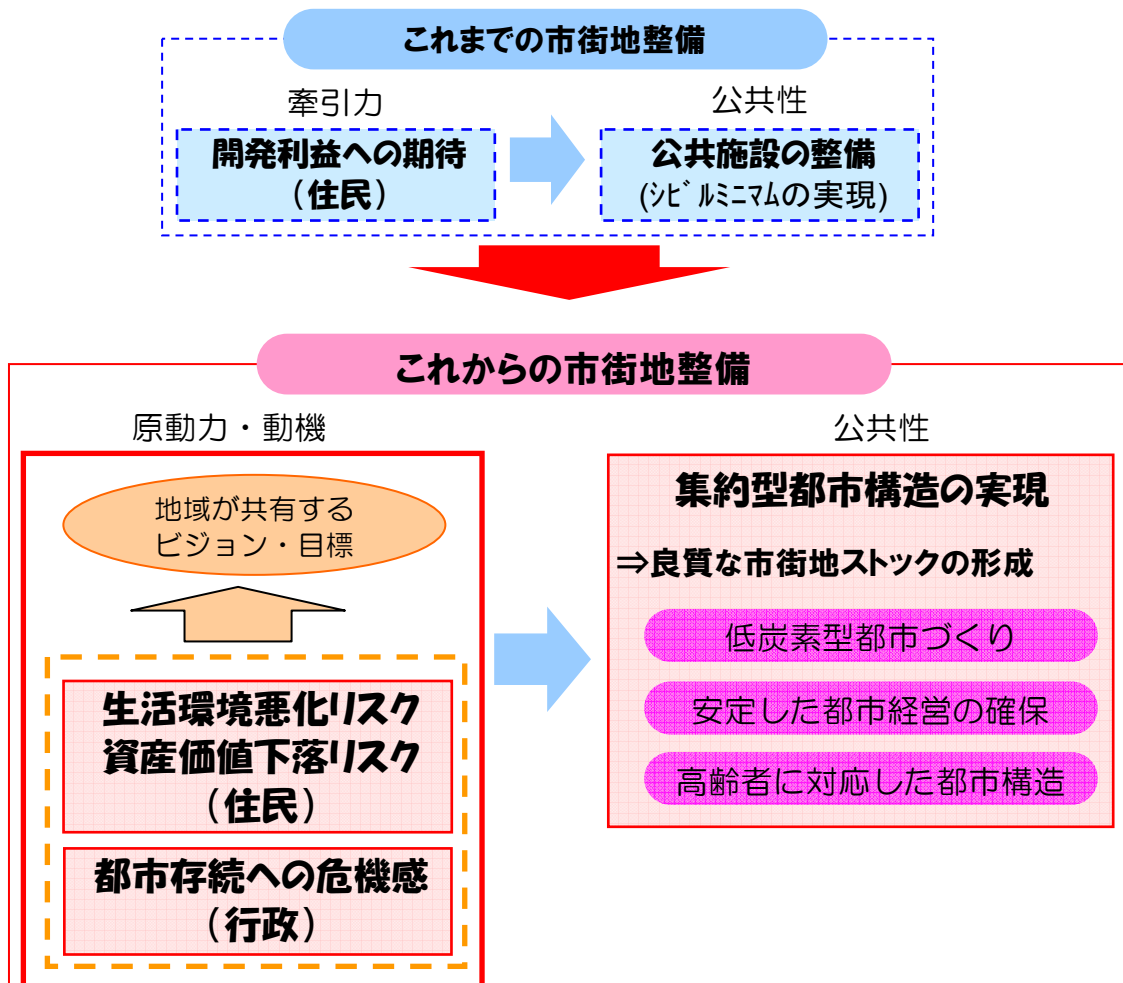 これまでの市街地整備
牽引力
公共性
開発利益への期待
（住民）
公共施設の整備
(ｼﾋﾞﾙﾐﾆﾏﾑの実現)
これからの市街地整備
原動力・動機
公共性
地域が共有する
ビジョン・目標
生活環境悪化リスク
資産価値下落リスク
（住民）
都市存続への危機感
（行政）
集約型都市構造の実現
⇒良質な市街地ストックの形成
低炭素型都市づくり
安定した都市経営の確保
高齢者に対応した都市構造